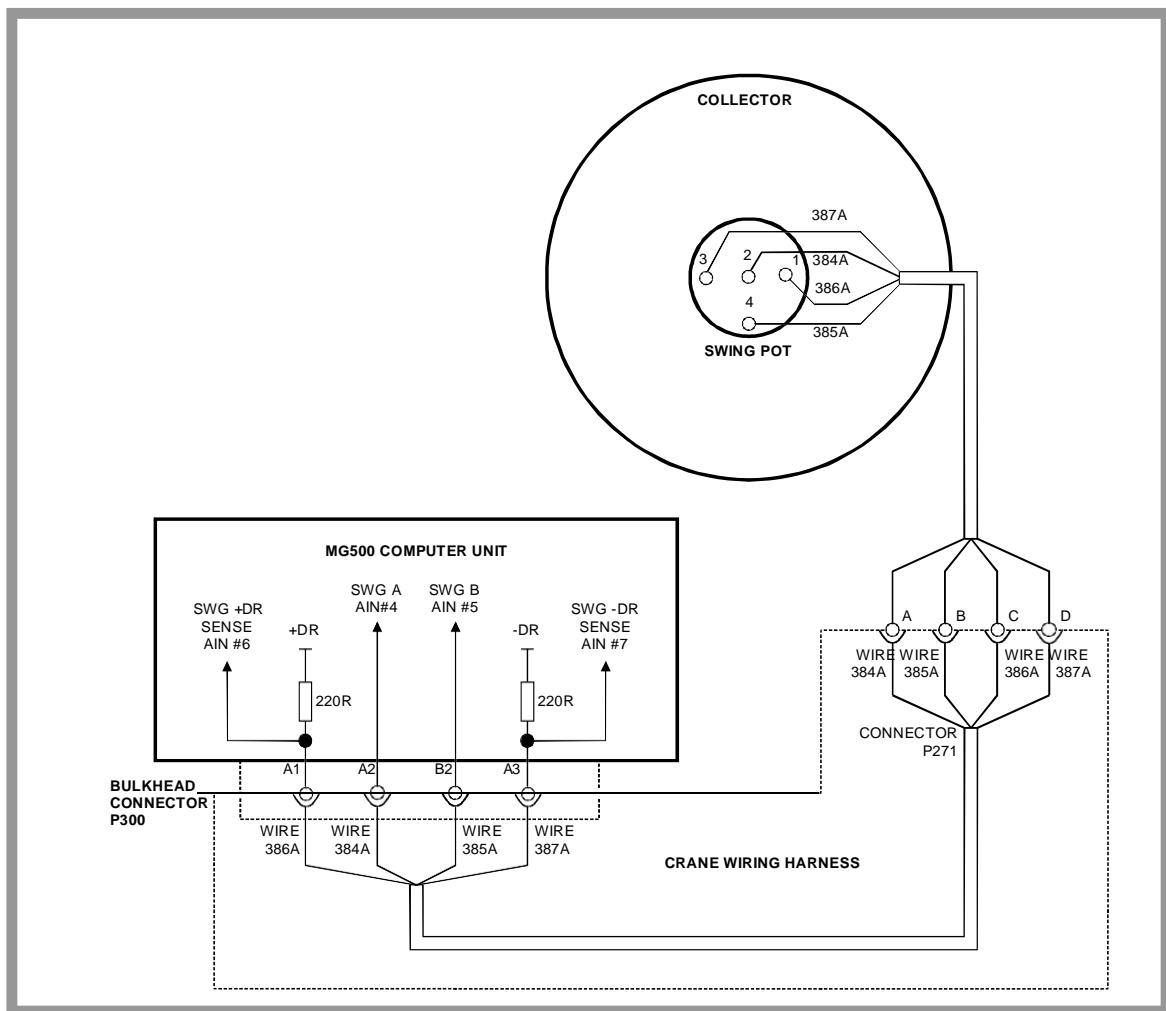 COLLECTOR
387A
3
2
1
384A
386A
4
385A
SWING POT
MG500 COMPUTER UNIT
SWG +DR
SENSE
AIN #6
+DR
SWG A
AIN#4
SWG B
AIN #5
-DR
SWG -DR
SENSE
AIN #7
220R
220R
A1
A2
B2
A3
A
B
C
D
WIRE
384A
WIRE
385A
WIRE
386A
WIRE
387A
CONNECTOR
P271
BULKHEAD
CONNECTOR
P300
WIRE
386A
WIRE
384A
WIRE
385A
WIRE
387A
CRANE WIRING HARNESS